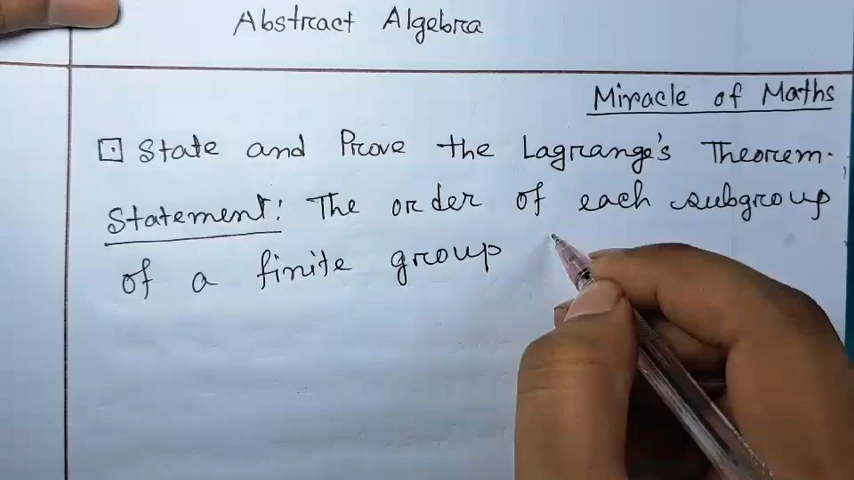 Abstract Algebra
Miracle of Maths
State and Prove the Lagrange's Theorem.
Statement: The order of each subgroup
of a finite group